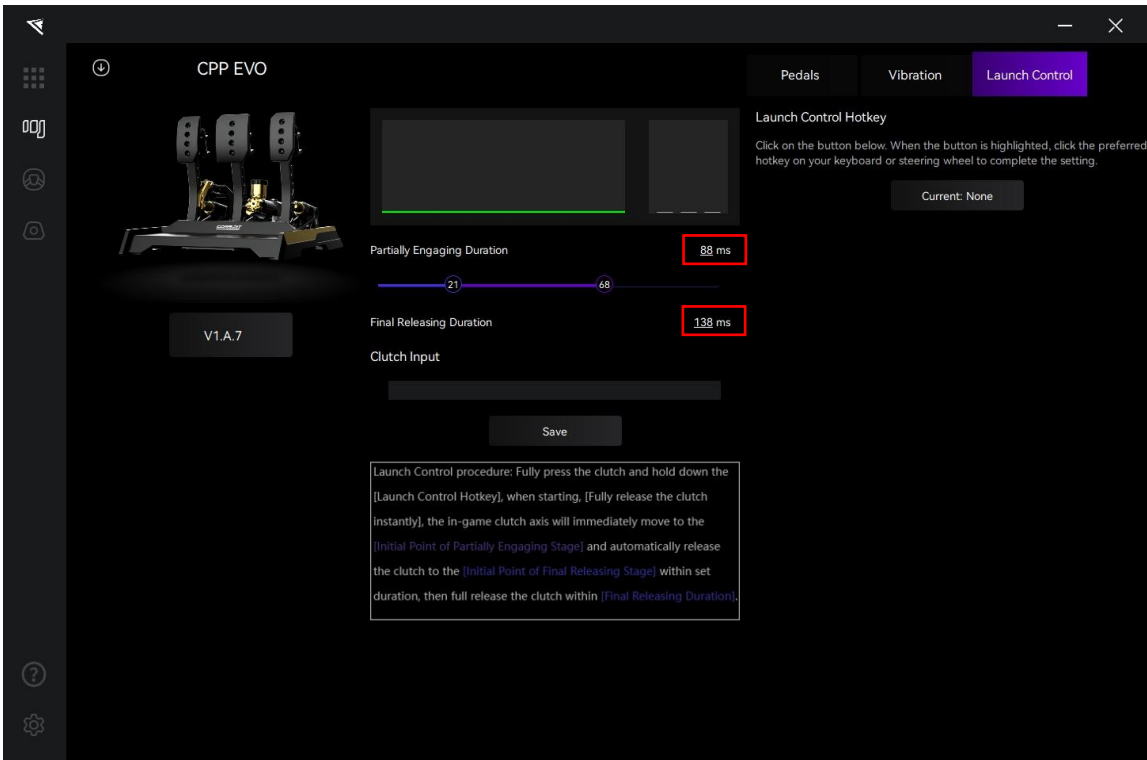 CPP EVO
Pedals
Vibration
Launch Control
Launch Control Hotkey
Click on the button below. When the button is highlighted, click the preferred
hotkey on your keyboard or steering wheel to complete the setting.
Current: None
Partially Engaging Duration
88 ms
21
68
Final Releasing Duration
138 ms
V1.A.7
Clutch Input
Save
Launch Control procedure: Fully press the clutch and hold down the
[Launch Control Hotkey], when starting, [Fully release the clutch
instantly], the in-game clutch axis will immediately move to the
[Initial Point of Partially Engaging Stage] and automatically release
the clutch to the [Initial Point of Final Releasing Stage] within set
duration, then full release the clutch within [Final Releasing Duration].